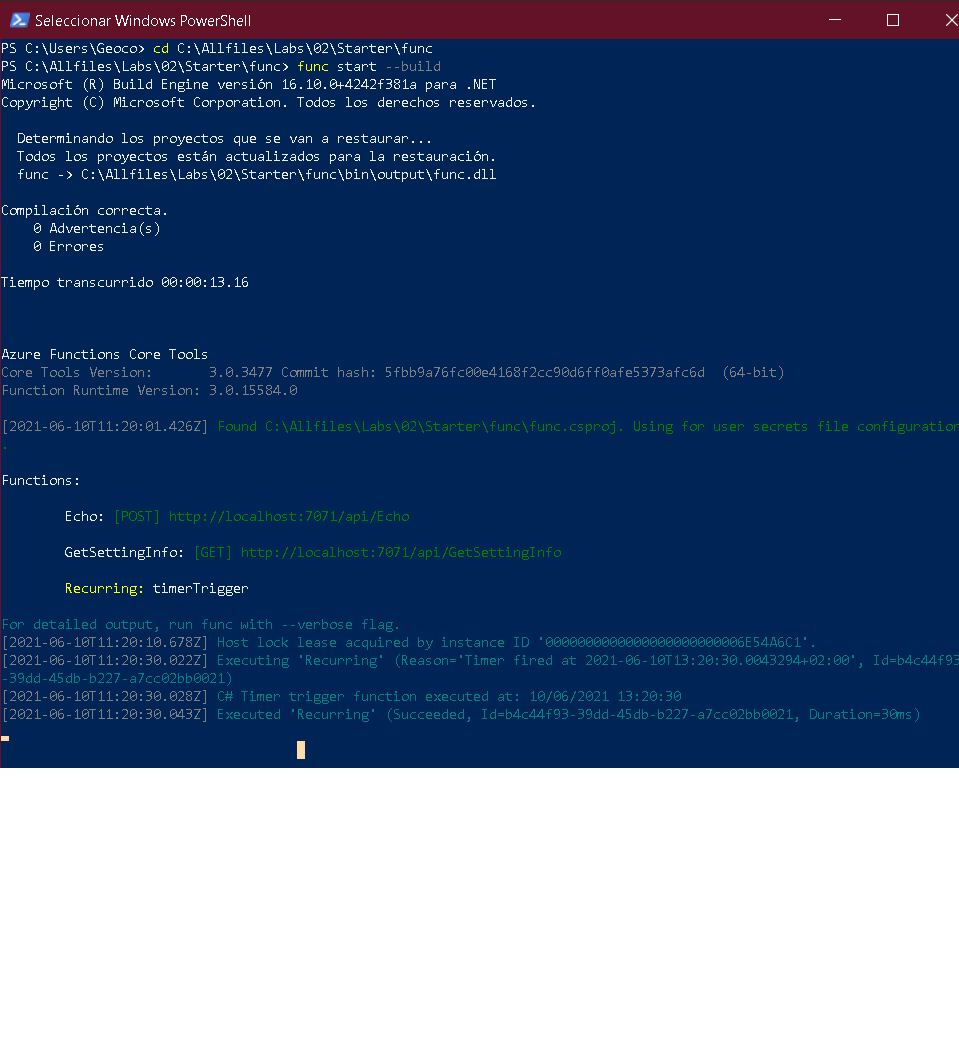 Seleccionar Windows PowerShell
PS C:\Users\Geoco> cd C:\Allfiles\Labs\02\Starter\func
PS C:\Allfiles\Labs\02\Starter\func> func start --build
Microsoft (R) Build Engine versión 16.10.0+4242f381a para .NET
Copyright (C) Microsoft Corporation. Todos los derechos reservados.
Determinando los proyectos que se van a restaurar...
Todos los proyectos están actualizados para la restauración.
func -> C:\Allfiles\Labs\02\Starter\func\bin\output\func.dll
Compilación correcta.
0 Advertencia(s)
0 Errores
Tiempo transcurrido 00:00:13.16
Azure Functions Core Tools
Core Tools Version:       3.0.3477 Commit hash: 5fbb9a76fc00e4168f2cc90d6ff0afe5373afc6d  (64-bit)
Function Runtime Version: 3.0.15584.0
[2021-06-10T11:20:01.426Z] Found C:\Allfiles\Labs\02\Starter\func\func.csproj. Using for user secrets file configuration
.
Functions:
Echo: [POST] http://localhost:7071/api/Echo
GetSettingInfo: [GET] http://localhost:7071/api/GetSettingInfo
Recurring: timerTrigger
For detailed output, run func with --verbose flag.
[2021-06-10T11:20:10.678Z] Host lock lease acquired by instance ID '0000000000000000000000006E54A6C1'.
[2021-06-10T11:20:30.022Z] Executing 'Recurring' (Reason='Timer fired at 2021-06-10T13:20:30.0043294+02:00', Id=b4c44f93
-39dd-45db-b227-a7cc02bb0021)
[2021-06-10T11:20:30.028Z] C# Timer trigger function executed at: 10/06/2021 13:20:30
[2021-06-10T11:20:30.043Z] Executed 'Recurring' (Succeeded, Id=b4c44f93-39dd-45db-b227-a7cc02bb0021, Duration=30ms)